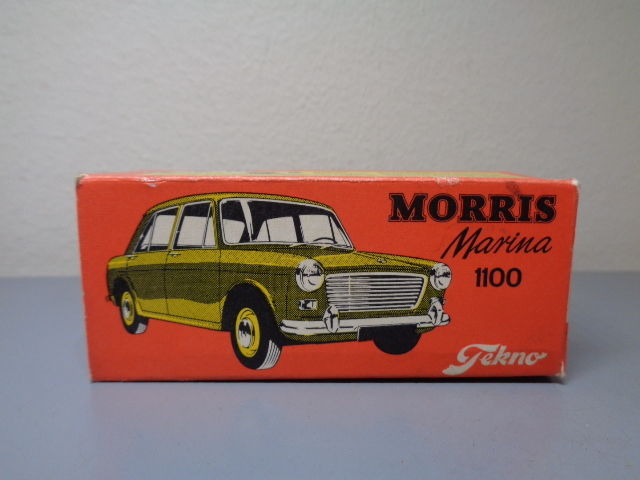 MORRIS
Marina
1100
Tekno